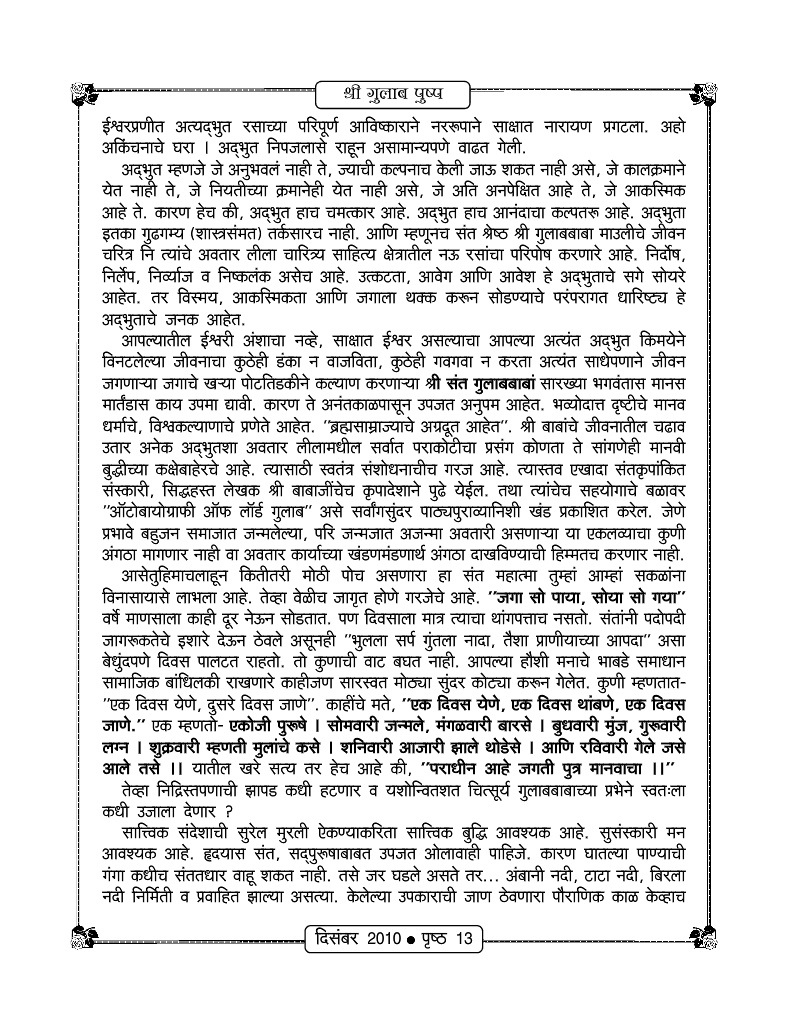 श्री गुलाब पुष्प
ईश्वरप्रणीत अत्यद्‌भुत रसाच्या परिपूर्ण आविष्काराने नररूपाने साक्षात नारायण प्रगटला. अहो
अकिंचनाचे घरा । अद्‌भुत निपजलासे राहून असामान्यपणे वाढत गेली.
अद्‌भुत म्हणजे जे अनुभवलं नाही ते, ज्याची कल्पनाच केली जाऊ शकत नाही असे, जे कालक्रमाने
येत नाही ते, जे नियतीच्या क्रमानेही येत नाही असे, जे अति अनपेक्षित आहे ते, जे आकस्मिक
आहे ते. कारण हेच की, अद्‌भुत हाच चमत्कार आहे. अद्‌भुत हाच आनंदाचा कल्पतरू आहे. अद्‌भुता
इतका गुढगम्य (शास्त्रसंमत) तर्कसारच नाही. आणि म्हणूनच संत श्रेष्ठ श्री गुलाबबाबा माउलीचे जीवन
चरित्र नि त्यांचे अवतार लीला चारित्र्य साहित्य क्षेत्रातील नऊ रसांचा परिपोष करणारे आहे. निर्दोष,
निर्लेप, निर्व्याज व निष्कलंक असेच आहे. उत्कटता, आवेग आणि आवेश हे अद्‌भुताचे सगे सोयरे
आहेत. तर विस्मय, आकस्मिकता आणि जगाला थक्क करून सोडण्याचे परंपरागत धारिष्ट्य हे
अद्‌भुताचे जनक आहेत.
आपल्यातील ईश्वरी अंशाचा नव्हे, साक्षात ईश्वर असल्याचा आपल्या अत्यंत अद्‌भुत किमयेने
विनटलेल्या जीवनाचा कुठेही डंका न वाजविता, कुठेही गवगवा न करता अत्यंत साधेपणाने जीवन
जगणाऱ्या जगाचे खऱ्या पोटतिडकीने कल्याण करणाऱ्या श्री संत गुलाबबाबां सारख्या भगवंतास मानस
मार्तंडास काय उपमा द्यावी. कारण ते अनंतकाळपासून उपजत अनुपम आहेत. भव्योदात्त दृष्टीचे मानव
धर्माचे, विश्वकल्याणाचे प्रणेते आहेत. ''ब्रह्मसाम्राज्याचे अग्रदूत आहेत''. श्री बाबांचे जीवनातील चढाव
उतार अनेक अद्‌भुतशा अवतार लीलामधील सर्वात पराकोटीचा प्रसंग कोणता ते सांगणेही मानवी
बुद्धीच्या कक्षेबाहेरचे आहे. त्यासाठी स्वतंत्र संशोधनाचीच गरज आहे. त्यास्तव एखादा संतकृपांकित
संस्कारी, सिद्धहस्त लेखक श्री बाबाजींचेच कृपादेशाने पुढे येईल. तथा त्यांचेच सहयोगाचे बळावर
''ऑटोबायोग्राफी ऑफ लॉर्ड गुलाब'' असे सर्वांगसुंदर पाठ्यपुराव्यानिशी खंड प्रकाशित करेल. जेणे
प्रभावे बहुजन समाजात जन्मलेल्या, परि जन्मजात अजन्मा अवतारी असणाऱ्या या एकलव्याचा कुणी
अंगठा मागणार नाही वा अवतार कार्याच्या खंडणमंडणार्थ अंगठा दाखविण्याची हिम्मतच करणार नाही.
आसेतुहिमाचलाहून कितीतरी मोठी पोच असणारा हा संत महात्मा तुम्हां आम्हां सकळांना
विनासायासे लाभला आहे. तेव्हा वेळीच जागृत होणे गरजेचे आहे. ''जगा सो पाया, सोया सो गया''
वर्षे माणसाला काही दूर नेऊन सोडतात. पण दिवसाला मात्र त्याचा थांगपत्ताच नसतो. संतांनी पदोपदी
जागरूकतेचे इशारे देऊन ठेवले असूनही ''भुलला सर्प गुंतला नादा, तैशा प्राणीयाच्या आपदा'' असा
बेधुंदपणे दिवस पालटत राहतो. तो कुणाची वाट बघत नाही. आपल्या हौशी मनाचे भाबडे समाधान
सामाजिक बांधिलकी राखणारे काहीजण सारस्वत मोठ्या सुंदर कोट्या करून गेलेत. कुणी म्हणतात-
''एक दिवस येणे, दुसरे दिवस जाणे''. काहींचे मते, ''एक दिवस येणे, एक दिवस थांबणे, एक दिवस
जाणे.'' एक म्हणतो- एकोजी पुरूषे । सोमवारी जन्मले, मंगळवारी बारसे । बुधवारी मुंज, गुरूवारी
लग्न । शुक्रवारी म्हणती मुलांचे कसे । शनिवारी आजारी झाले थोडेसे । आणि रविवारी गेले जसे
आले तसे ।। यातील खरे सत्य तर हेच आहे की, ''पराधीन आहे जगती पुत्र मानवाचा ।।''
तेव्हा निद्रिस्तपणाची झापड कधी हटणार व यशोन्वितशत चित्सूर्य गुलाबबाबाच्या प्रभेने स्वतःला
कधी उजाला देणार ?
सात्त्विक संदेशाची सुरेल मुरली ऐकण्याकरिता सात्त्विक बुद्धि आवश्यक आहे. सुसंस्कारी मन
आवश्यक आहे. हृदयास संत, सद्‌पुरूषाबाबत उपजत ओलावाही पाहिजे. कारण घातल्या पाण्याची
गंगा कधीच संततधार वाहू शकत नाही. तसे जर घडले असते तर... अंबानी नदी, टाटा नदी, बिरला
नदी निर्मिती व प्रवाहित झाल्या असत्या. केलेल्या उपकाराची जाण ठेवणारा पौराणिक काळ केव्हाच
दिसंबर 2010 ● पृष्ठ 13